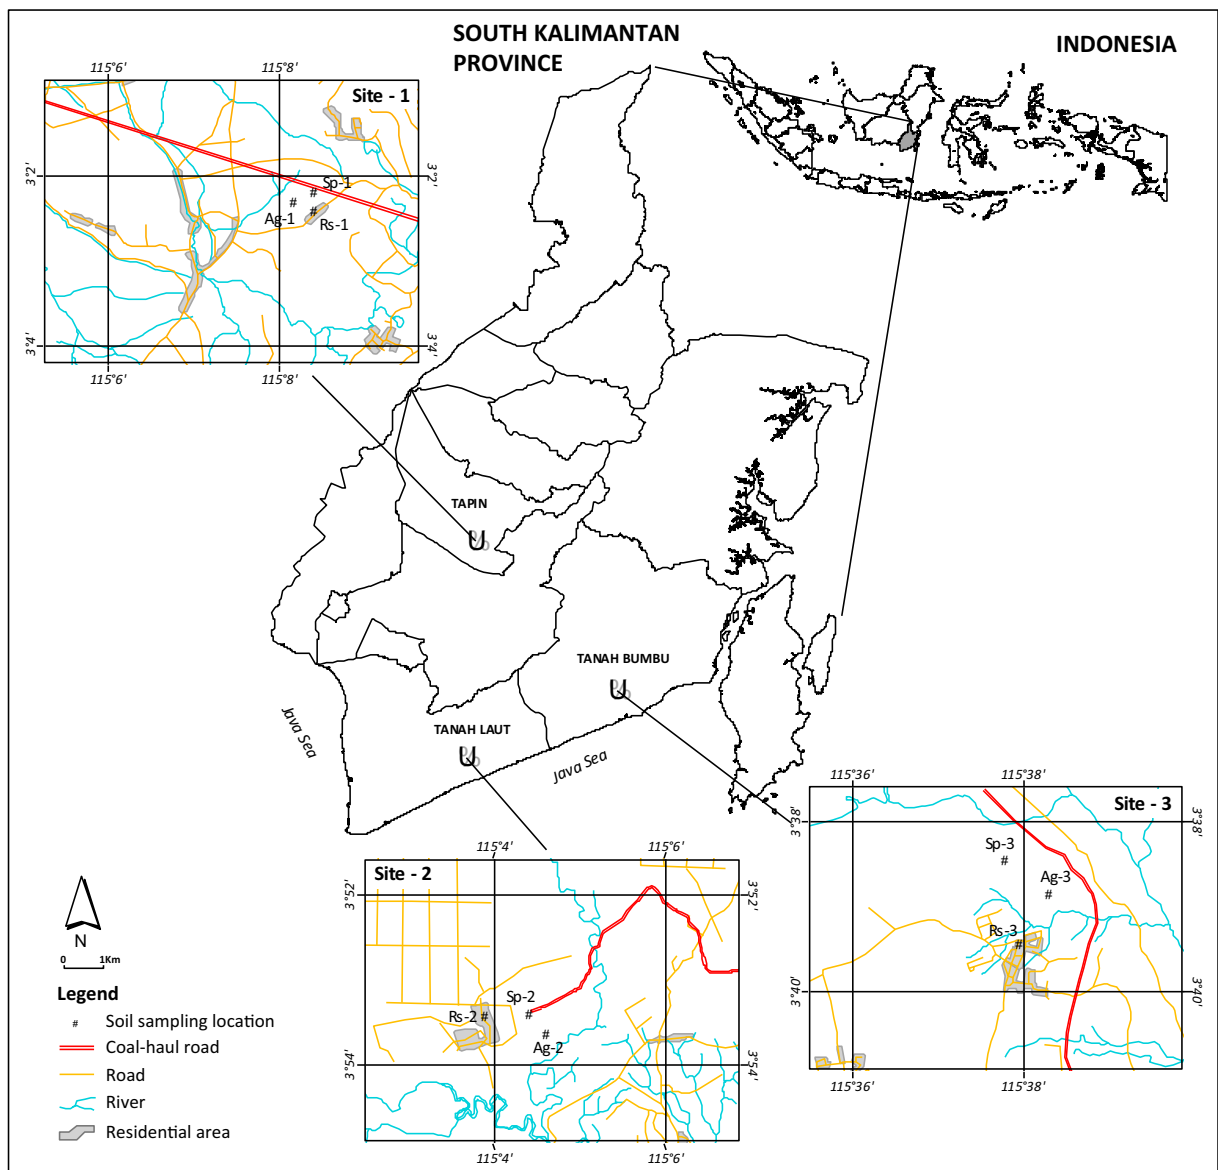 SOUTH KALIMANTAN
PROVINCE
INDONESIA
115°6'
115°8'
Site - 1
3°2'
3°2'
Sp-1
Ag-1
Rs-1
3°4'
3°4'
115°6'
115°8'
TAPIN
TANAH BUMBU
TANAH LAUT
Java Sea
Java Sea
115°36'
115°38'
Site - 3
3°38'
3°38'
Sp-3
Ag-3
Rs-3
3°40'
3°40'
115°36'
115°38'
115°4'
115°6'
Site - 2
3°52'
3°52'
Sp-2
Rs-2
Ag-2
3°54'
3°54'
115°4'
115°6'
N
0 1Km
Legend
# Soil sampling location
Coal-haul road
Road
River
Residential area